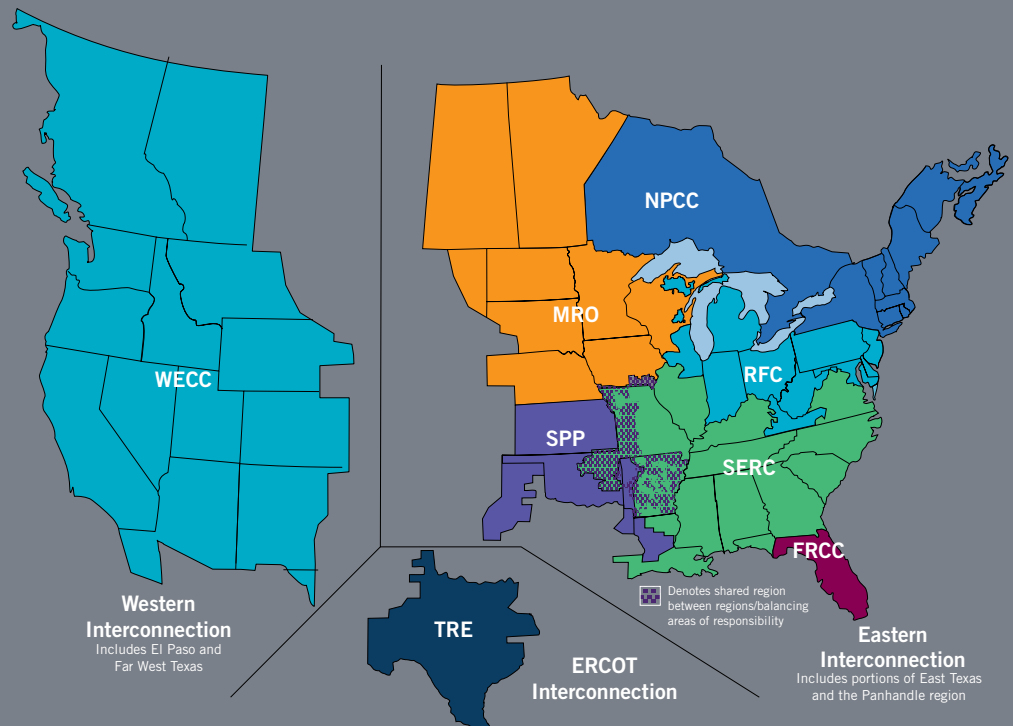 NPCC
MRO
WECC
RFC
SPP
SERC
FRCC
Denotes shared region
between regions/balancing
areas of responsibility
Western
Interconnection
Includes El Paso and
Far West Texas
TRE
ERCOT
Interconnection
Eastern
Interconnection
Includes portions of East Texas
and the Panhandle region